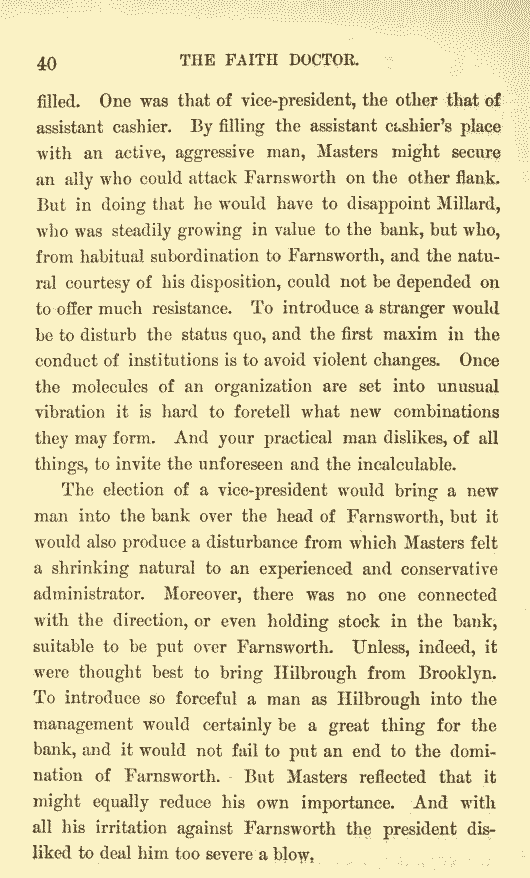 40
THE FAITH DOCTOR.
filled. One was that of vice-president, the other that of
assistant cashier. By filling the assistant cashier's place
with an active, aggressive man, Masters might secure
an ally who could attack Farnsworth on the other flank.
But in doing that he would have to disappoint Millard,
who was steadily growing in value to the bank, but who,
from habitual subordination to Farnsworth, and the natu-
ral courtesy of his disposition, could not be depended on
to offer much resistance. To introduce a stranger would
be to disturb the status quo, and the first maxim in the
conduct of institutions is to avoid violent changes. Once
the molecules of an organization are set into unusual
vibration it is hard to foretell what new combinations
they may form. And your practical man dislikes, of all
things, to invite the unforeseen and the incalculable.
The election of a vice-president would bring a new
man into the bank over the head of Farnsworth, but it
would also produce a disturbance from which Masters felt
a shrinking natural to an experienced and conservative
administrator. Moreover, there was no one connected
with the direction, or even holding stock in the bank,
suitable to be put over Farnsworth. Unless, indeed, it
were thought best to bring Hilbrough from Brooklyn.
To introduce so forceful a man as Hilbrough into the
management would certainly be a great thing for the
bank, and it would not fail to put an end to the domi-
nation of Farnsworth. But Masters reflected that it
might equally reduce his own importance. And with
all his irritation against Farnsworth the president dis-
liked to deal him too severe a blow.